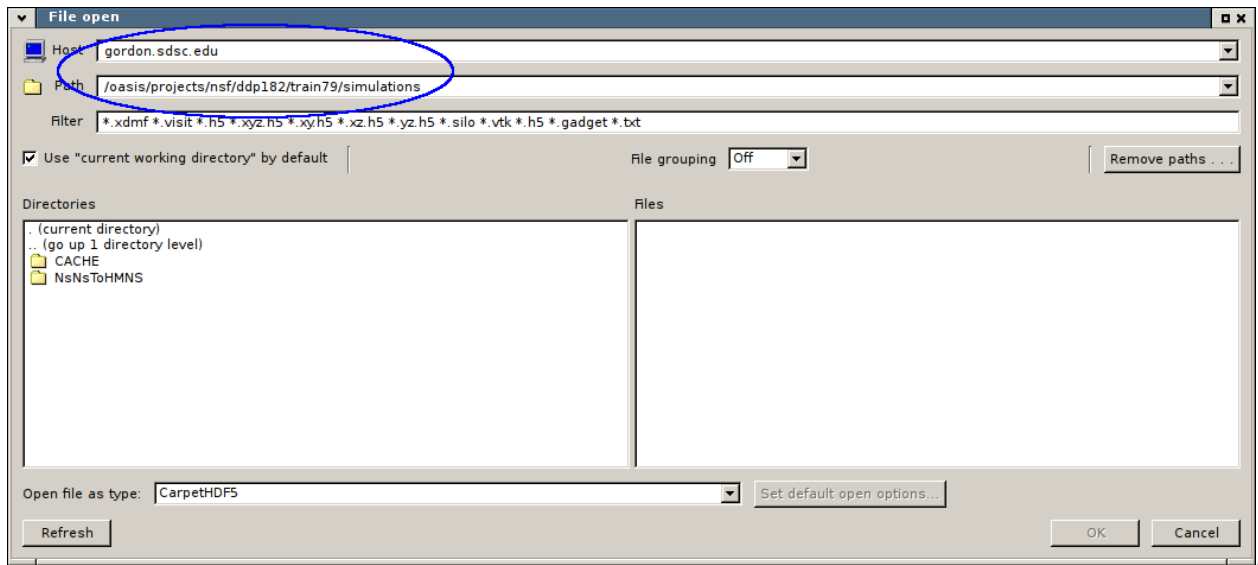 File open
Host gordon.sdsc.edu
Path /oasis/projects/nsf/ddp182/train79/simulations
Filter *.xdmf *.visit *.h5 *.xyz.h5 *.xy.h5 *.xz.h5 *.yz.h5 *.silo *.vtk *.h5 *.gadget *.txt
Use "current working directory" by default File grouping Off Remove paths . . .
Directories Files
. (current directory)
.. (go up 1 directory level)
CACHE
NsNsToHMNS
Open file as type: CarpetHDF5 Set default open options...
Refresh OK Cancel